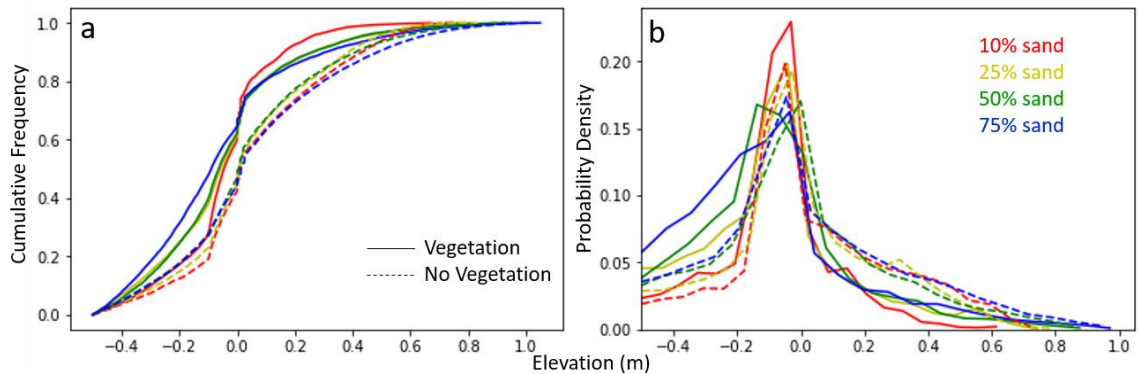 a
Cumulative Frequency
1.0
0.8
0.6
0.4
0.2
0.0
Vegetation
No Vegetation
−0.4 −0.2 0.0 0.2 0.4 0.6 0.8 1.0
b
Probability Density
0.20
0.15
0.10
0.05
0.00
10% sand
25% sand
50% sand
75% sand
−0.4 −0.2 0.0 0.2 0.4 0.6 0.8 1.0
Elevation (m)